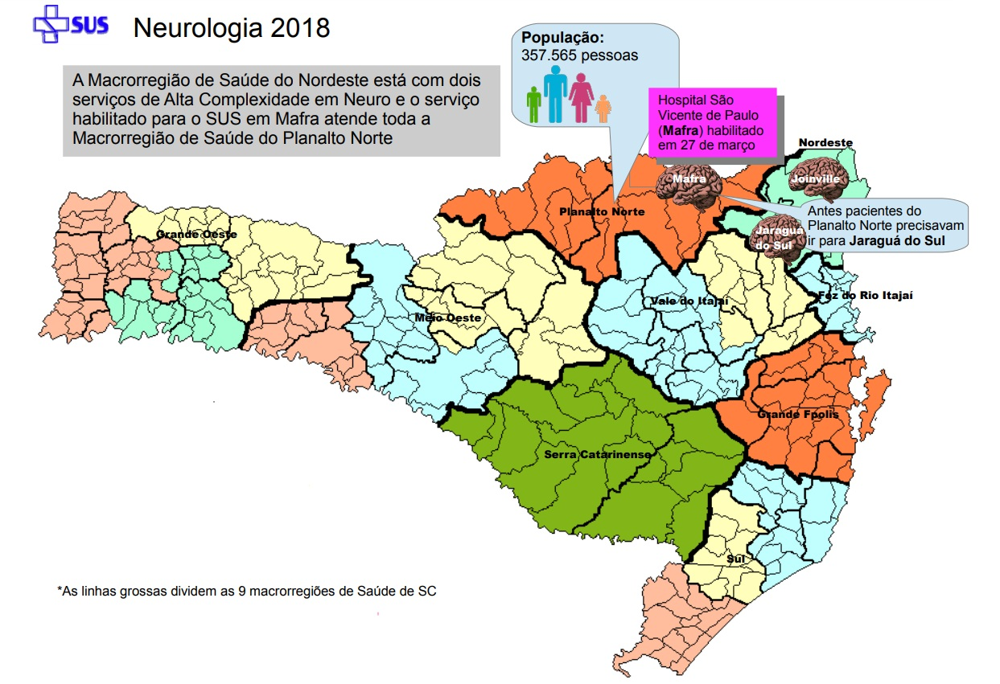 SUS
Neurologia 2018
População:
357.565 pessoas
A Macrorregião de Saúde do Nordeste está com dois
serviços de Alta Complexidade em Neuro e o serviço
habilitado para o SUS em Mafra atende toda a
Macrorregião de Saúde do Planalto Norte
Hospital São
Vicente de Paulo
(Mafra) habilitado
em 27 de março
Nordeste
Mafra
Joinville
Planalto Norte
Antes pacientes do
Planalto Norte precisavam
ir para Jaraguá do Sul
Jaraguá
do Sul
Grande Oeste
Foz do Rio Itajaí
Vale do Itajaí
Meio Oeste
Grande Fpolis
Serra Catarinense
Sul
*As linhas grossas dividem as 9 macrorregiões de Saúde de SC